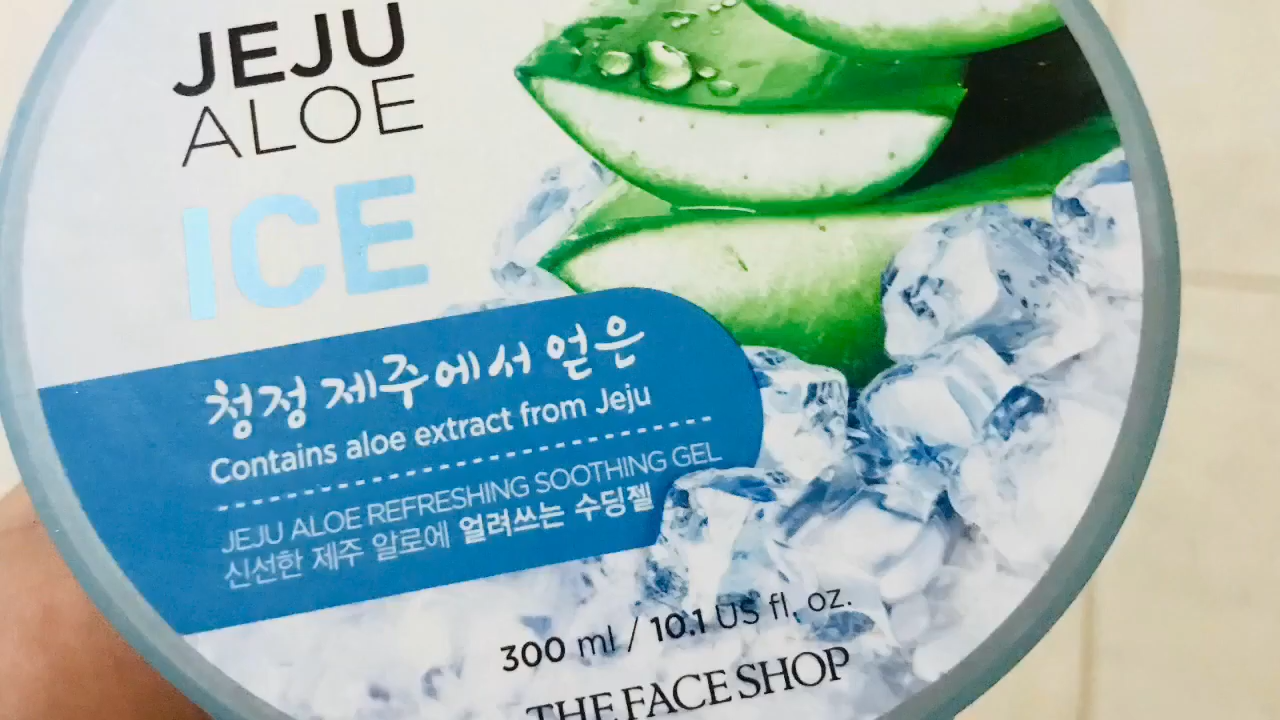 JEJU
ALOE
ICE
청정 제주에서 얻은
Contains aloe extract from Jeju
JEJU ALOE REFRESHING SOOTHING GEL
신선한 제주 알로에 얼려쓰는 수딩젤
300 ml / 10.1 US fl. oz.
THE FACE SHOP